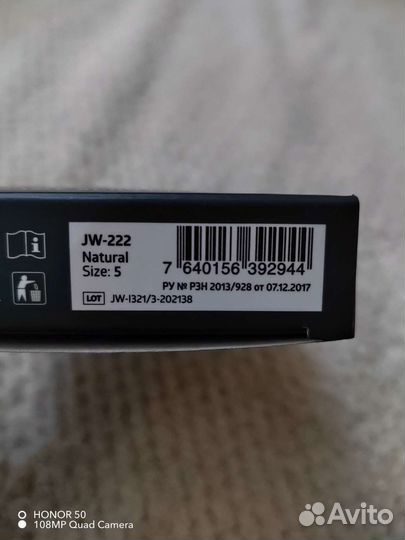 JW-222
Natural
Size: 5
7 640156 392944
РУ № РЗН 2013/928 от 07.12.2017
LOT JW-I321/3-202138
HONOR 50
108MP Quad Camera
Avito